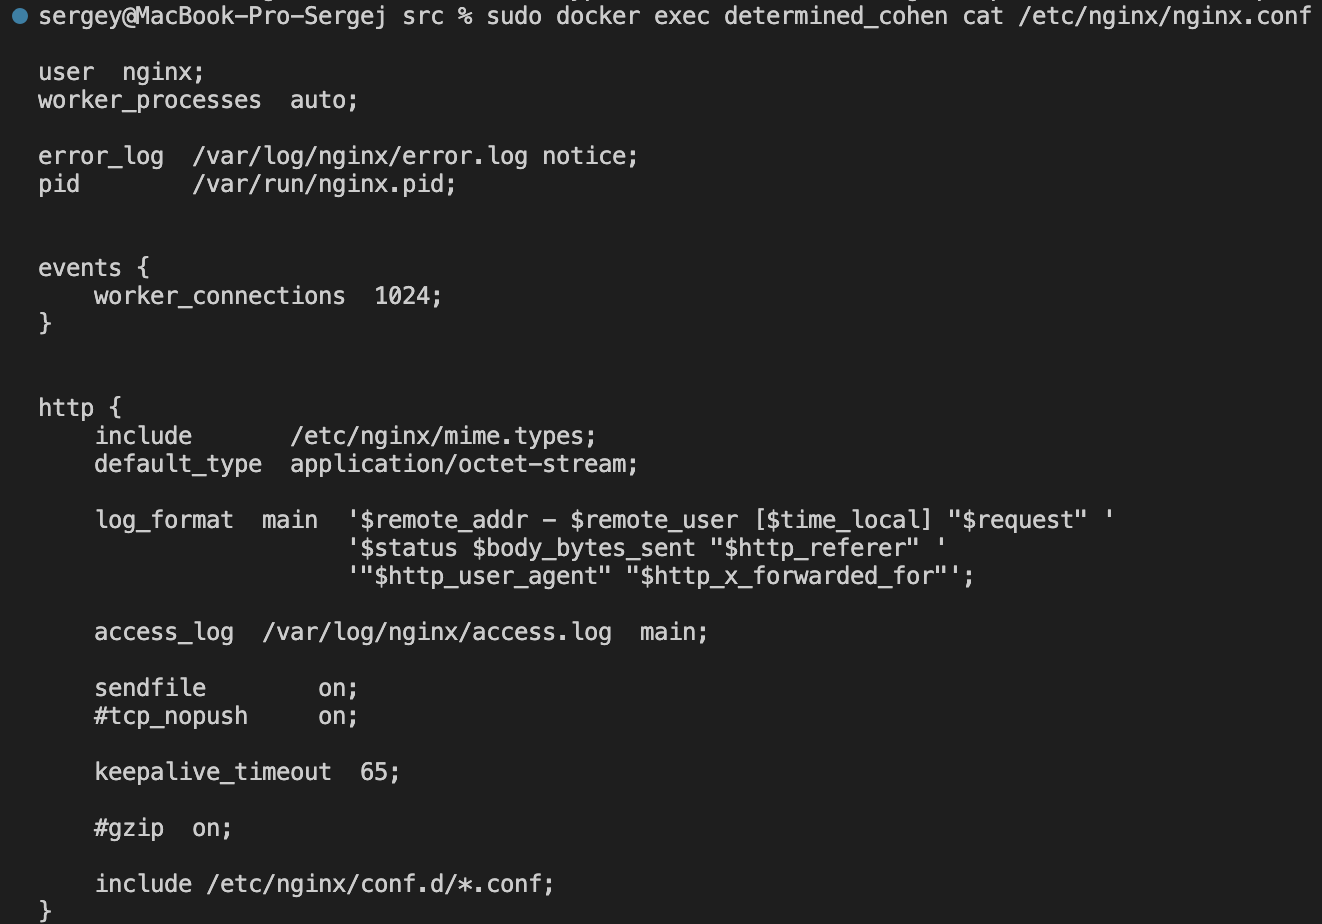 sergey@MacBook-Pro-Sergej src % sudo docker exec determined_cohen cat /etc/nginx/nginx.conf
user  nginx;
worker_processes  auto;
error_log  /var/log/nginx/error.log notice;
pid        /var/run/nginx.pid;
events {
    worker_connections  1024;
}
http {
    include       /etc/nginx/mime.types;
    default_type  application/octet-stream;
    log_format  main  '$remote_addr - $remote_user [$time_local] "$request" '
                      '$status $body_bytes_sent "$http_referer" '
                      '"$http_user_agent" "$http_x_forwarded_for"';
    access_log  /var/log/nginx/access.log  main;
    sendfile        on;
    #tcp_nopush     on;
    keepalive_timeout  65;
    #gzip  on;
    include /etc/nginx/conf.d/*.conf;
}